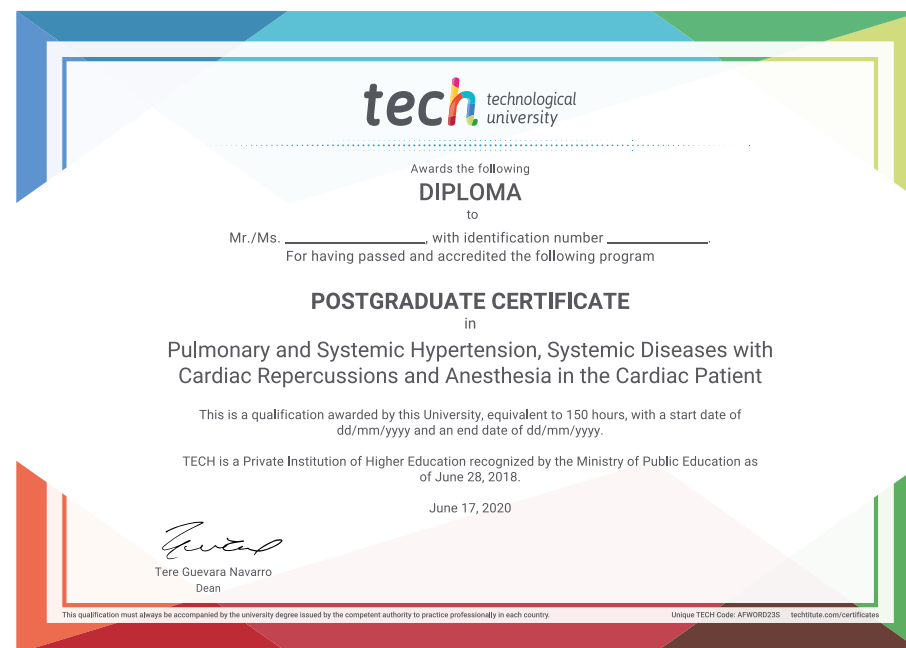 tech technological
university
Awards the following
DIPLOMA
to
Mr./Ms. ____________, with identification number ____________.
For having passed and accredited the following program
POSTGRADUATE CERTIFICATE
in
Pulmonary and Systemic Hypertension, Systemic Diseases with
Cardiac Repercussions and Anesthesia in the Cardiac Patient
This is a qualification awarded by this University, equivalent to 150 hours, with a start date of
dd/mm/yyyy and an end date of dd/mm/yyyy.
TECH is a Private Institution of Higher Education recognized by the Ministry of Public Education as
of June 28, 2018.
June 17, 2020
Tere Guevara Navarro
Dean
This qualification must always be accompanied by the university degree issued by the competent authority to practice professionally in each country.
Unique TECH Code: AFWORD23S techtitute.com/certificates